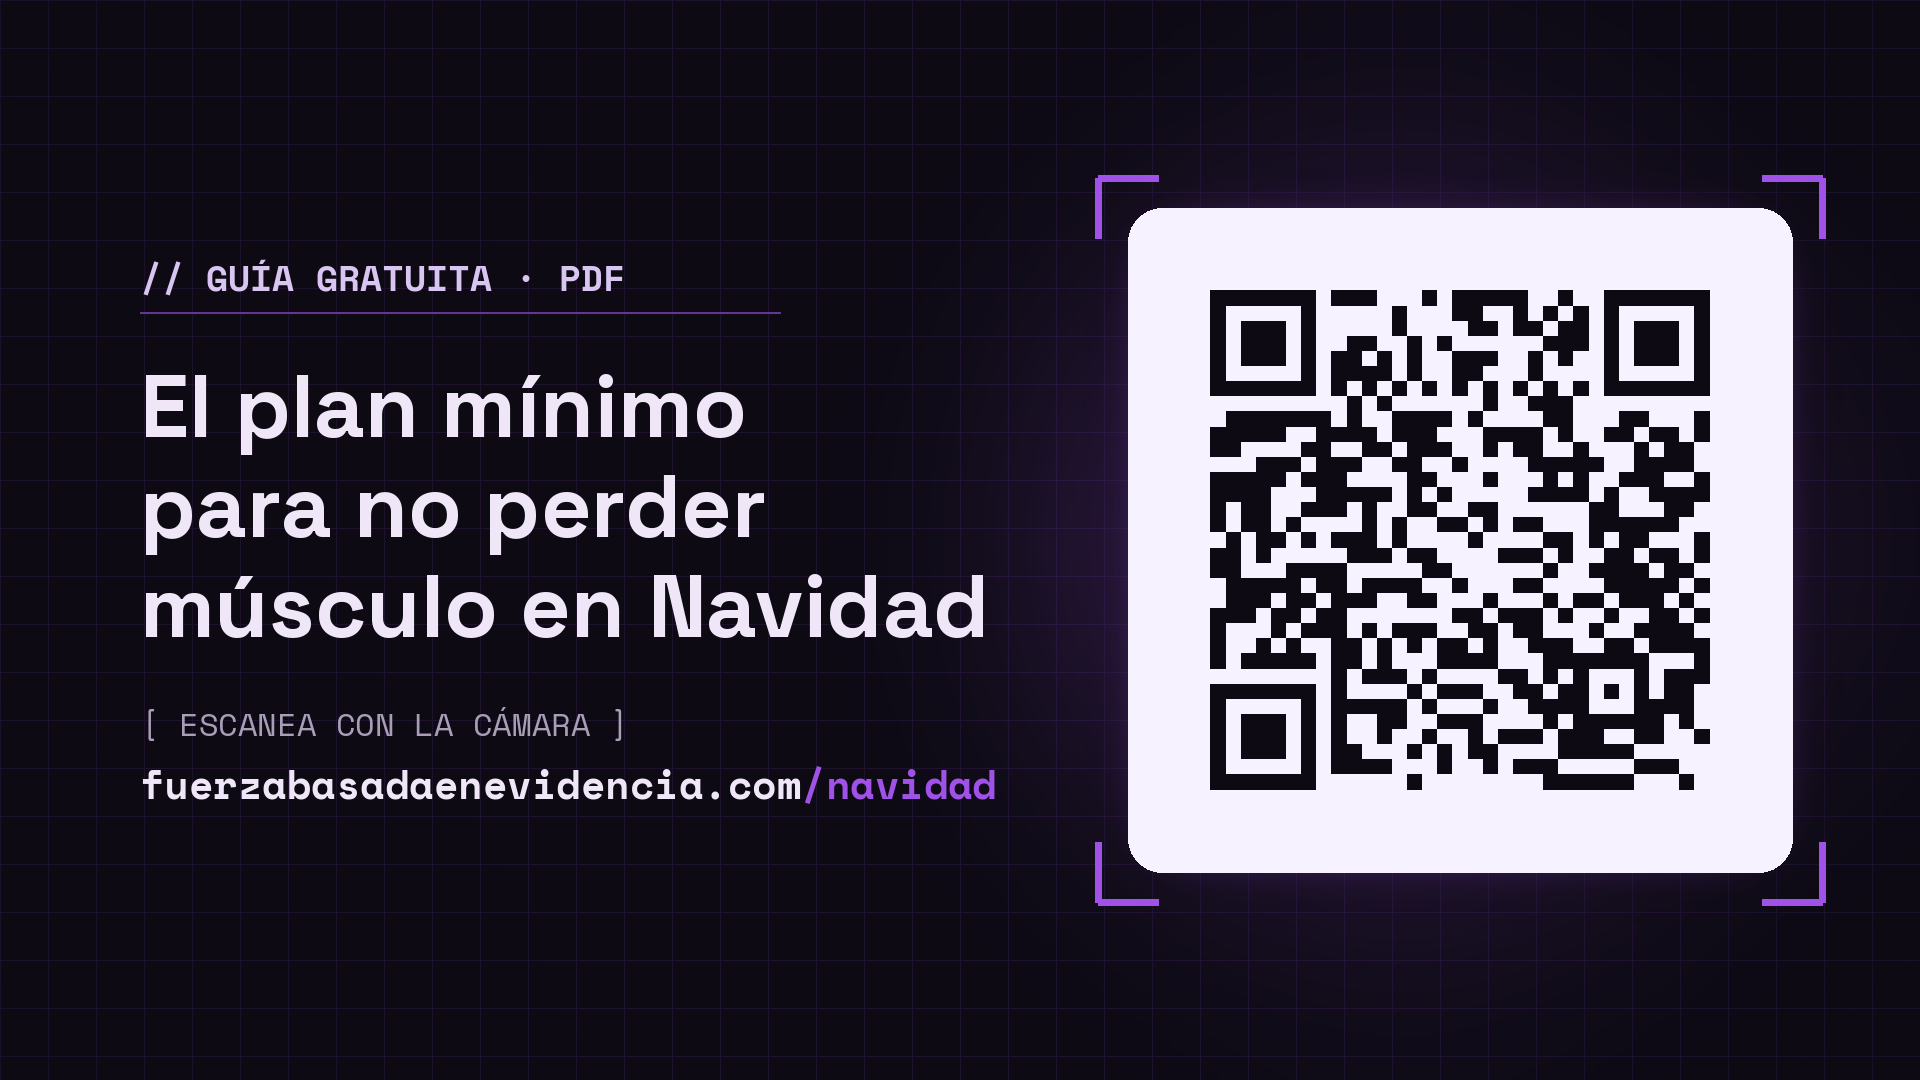 // GUÍA GRATUITA · PDF
El plan mínimo
para no perder
músculo en Navidad
[ ESCANEA CON LA CÁMARA ]
fuerzabasadaenevidencia.com/navidad